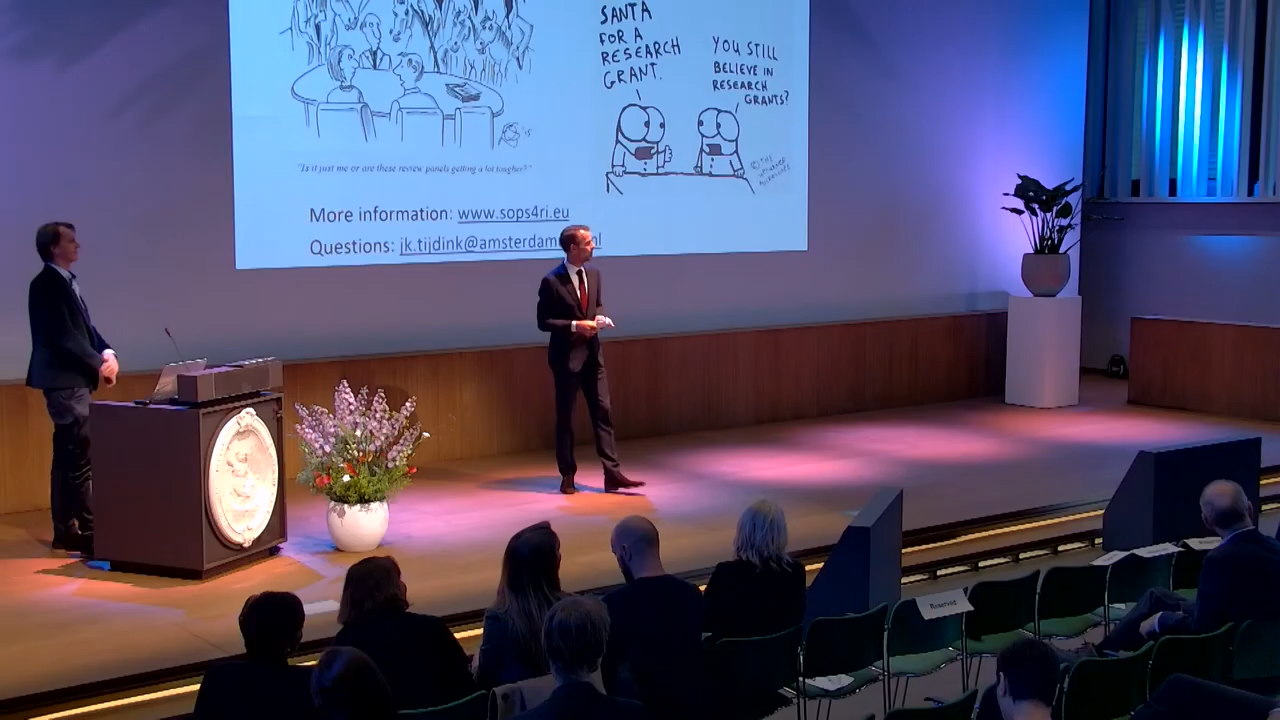 "Is it just me or are these review panels getting a lot tougher?"
SANTA
FOR A
RESEARCH
GRANT.
YOU STILL
BELIEVE IN
RESEARCH
GRANTS?
More information: www.sops4ri.eu
Questions: jk.tijdink@amsterdam
Reserved